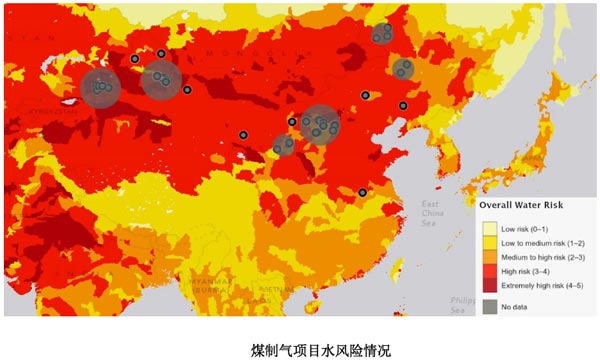 MONGOLIA
KYRGYZSTAN
JAPAN
East
China
Sea
MYANMAR
(BURMA)
VIETNAM
LAOS
Philip
Sea
Overall Water Risk
Low risk (0–1)
Low to medium risk (1–2)
Medium to high risk (2–3)
High risk (3–4)
Extremely high risk (4–5)
No data
煤制气项目水风险情况